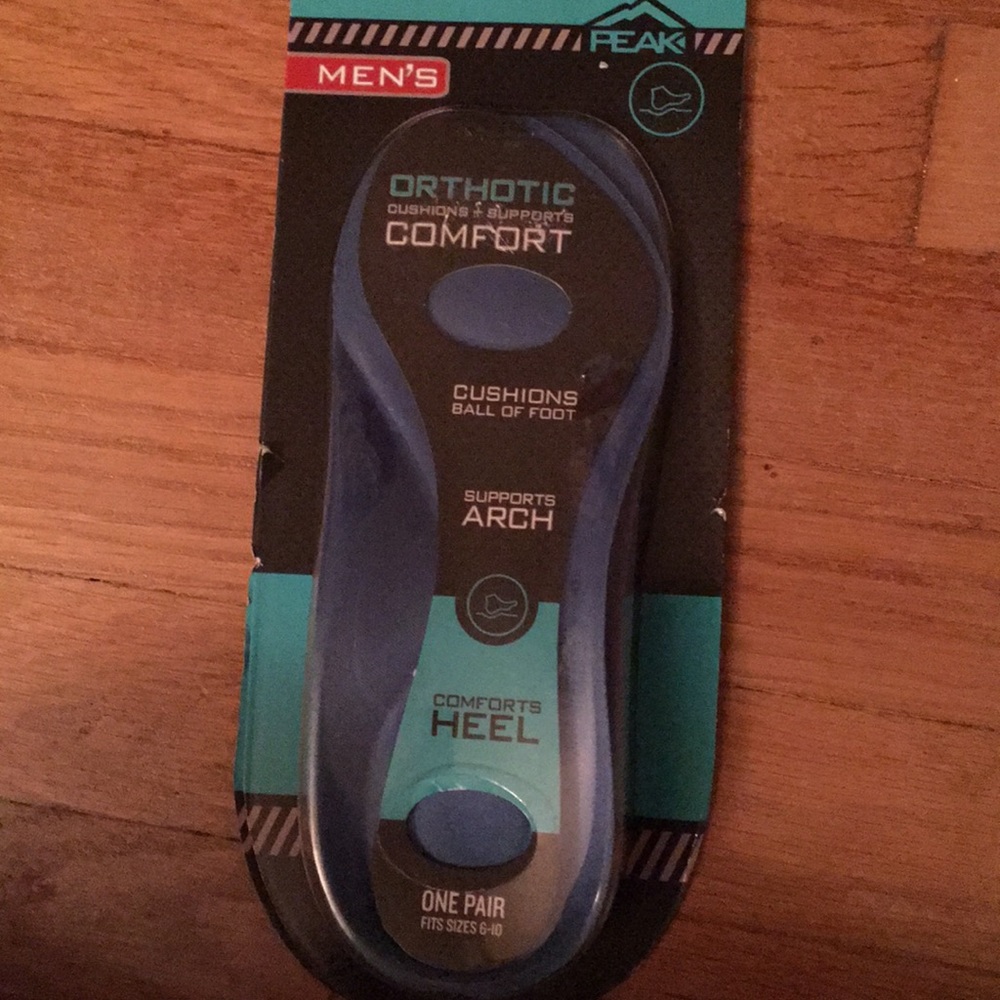 PEAK
MEN'S
ORTHOTIC
CUSHIONS + SUPPORTS
COMFORT
CUSHIONS
BALL OF FOOT
SUPPORTS
ARCH
COMFORTS
HEEL
ONE PAIR
FITS SIZES 6-10